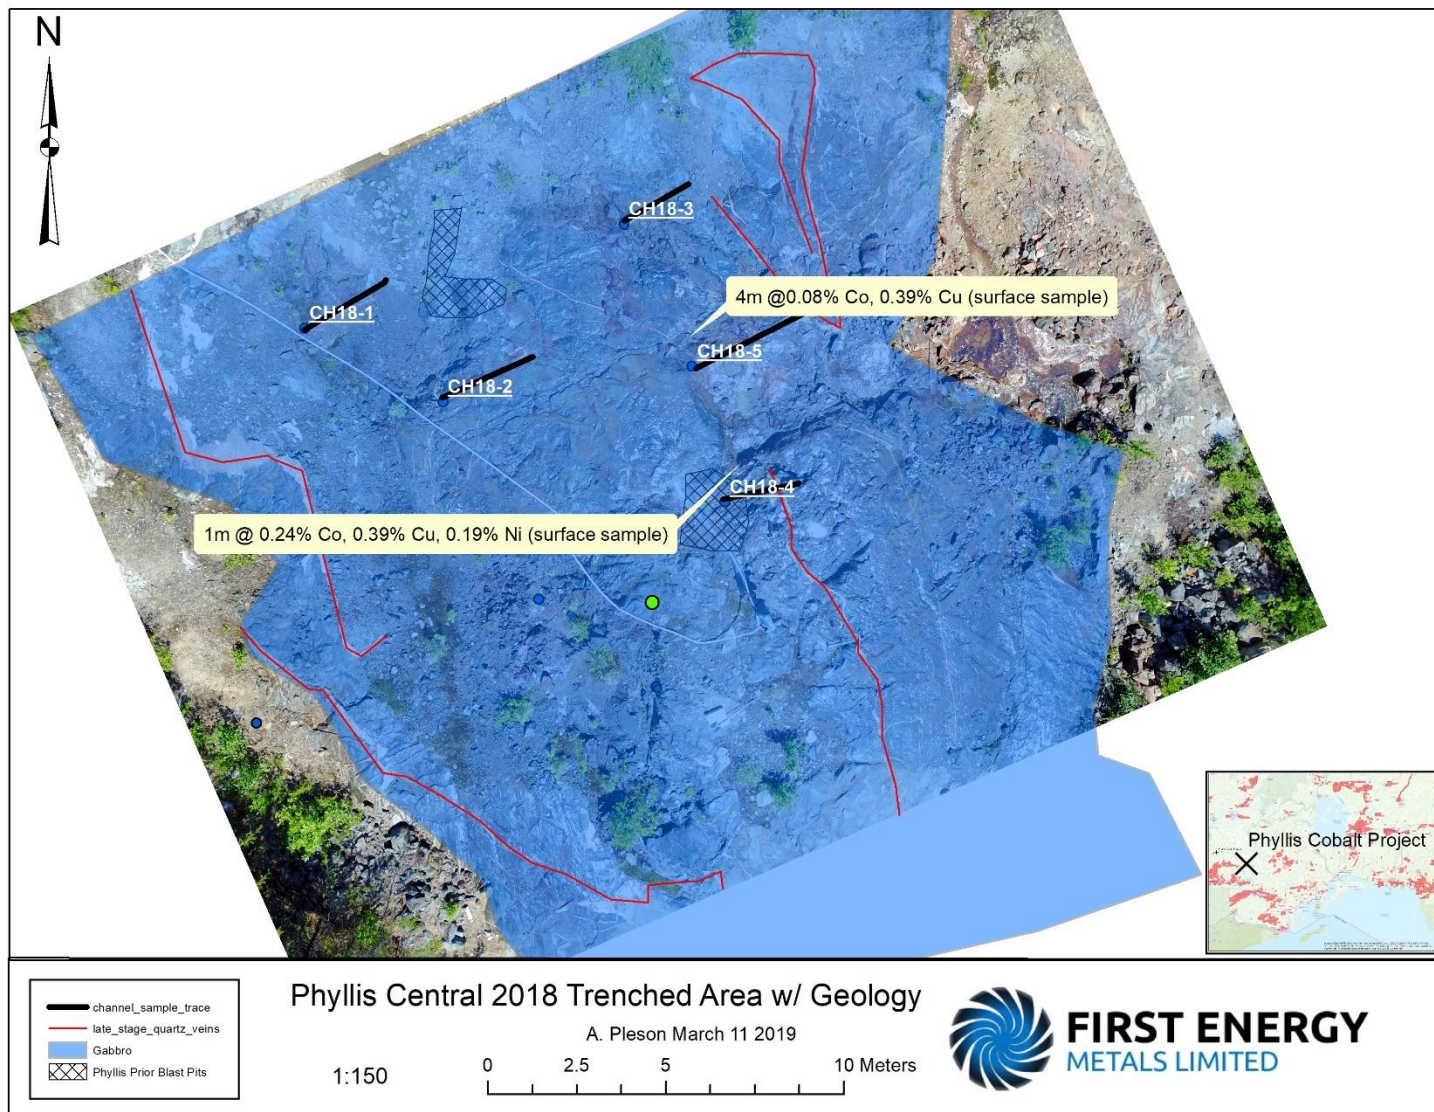 N
CH18-3
4m @0.08% Co, 0.39% Cu (surface sample)
CH18-1
CH18-5
CH18-2
CH18-4
1m @ 0.24% Co, 0.39% Cu, 0.19% Ni (surface sample)
Phyllis Cobalt Project
channel_sample_trace
late_stage_quartz_veins
Gabbro
Phyllis Prior Blast Pits
Phyllis Central 2018 Trenched Area w/ Geology
A. Pleson March 11 2019
1:150
0 2.5 5 10 Meters
FIRST ENERGY
METALS LIMITED